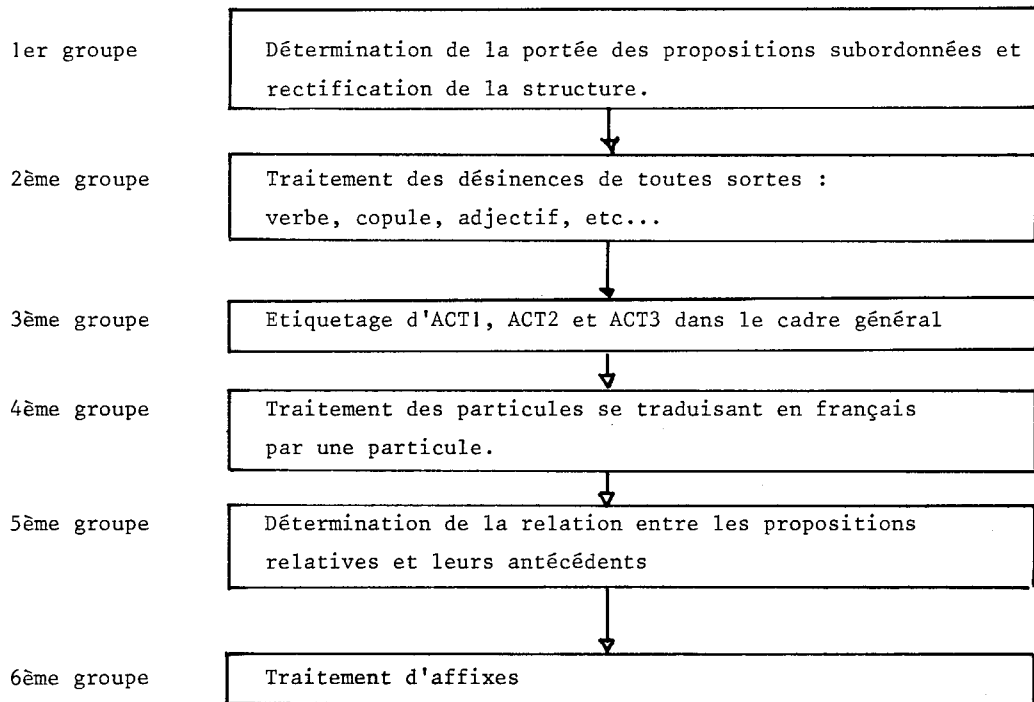 1er groupe
Détermination de la portée des propositions subordonnées et
rectification de la structure.
2ème groupe
Traitement des désinences de toutes sortes :
verbe, copule, adjectif, etc...
3ème groupe
Etiquetage d'ACT1, ACT2 et ACT3 dans le cadre général
4ème groupe
Traitement des particules se traduisant en français
par une particule.
5ème groupe
Détermination de la relation entre les propositions
relatives et leurs antécédents
6ème groupe
Traitement d'affixes